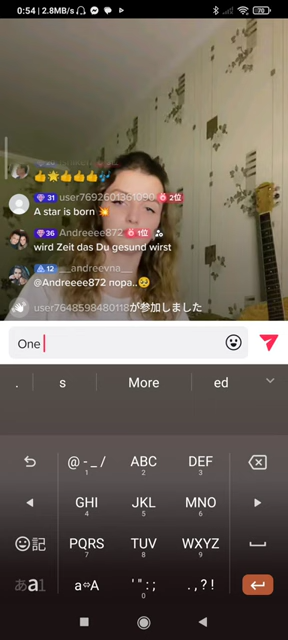 0:54 | 2.8MB/s
70
👍🌟👍👍👍👍💦
31 user7692601361090 2位
A star is born 💥
36 Andreeee872 1位
wird Zeit das Du gesund wirst
12 __andreevna__
@Andreeee872 nopa..🥺
user7648598480118が参加しました
One
. s More ed
@-_/ ABC DEF
1 2 3
GHI JKL MNO
4 5 6
PQRS TUV WXYZ
7 8 9
☺記
あa1 a⇔A '":; .,?!
0